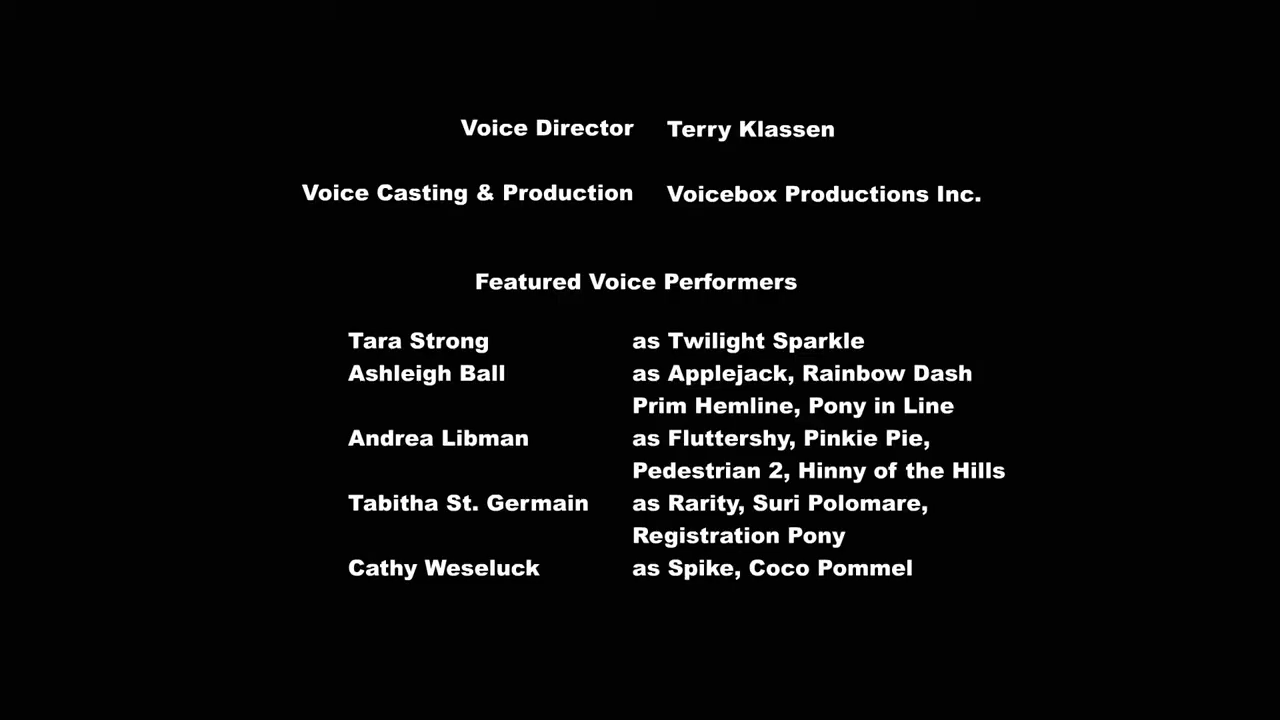 Voice Director Terry Klassen
Voice Casting & Production Voicebox Productions Inc.
Featured Voice Performers
Tara Strong as Twilight Sparkle
Ashleigh Ball as Applejack, Rainbow Dash
Prim Hemline, Pony in Line
Andrea Libman as Fluttershy, Pinkie Pie,
Pedestrian 2, Hinny of the Hills
Tabitha St. Germain as Rarity, Suri Polomare,
Registration Pony
Cathy Weseluck as Spike, Coco Pommel